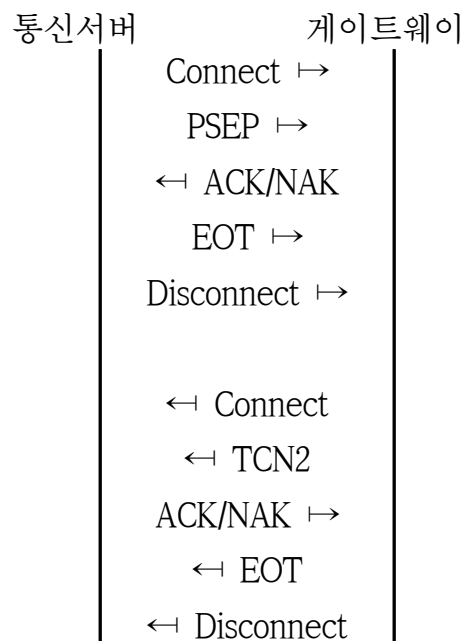 통신서버 게이트웨이
Connect ↦
PSEP ↦
↤ ACK/NAK
EOT ↦
Disconnect ↦
↤ Connect
↤ TCN2
ACK/NAK ↦
↤ EOT
↤ Disconnect